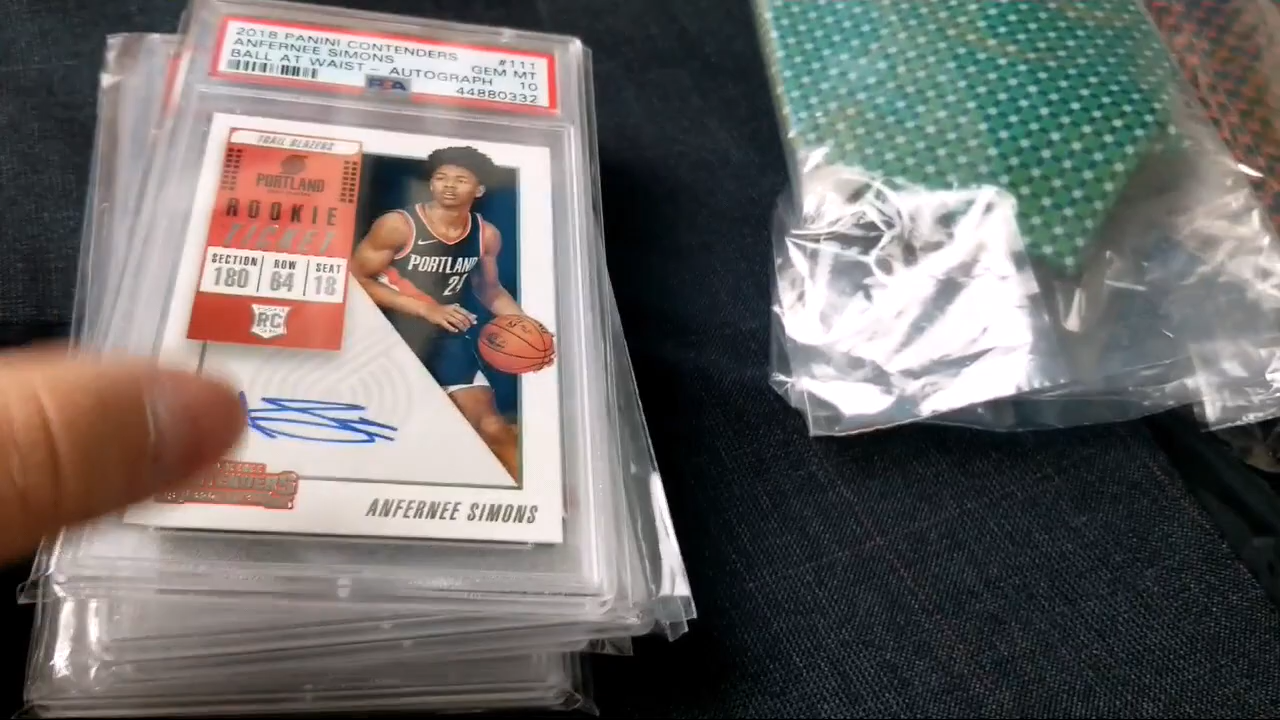 2018 PANINI CONTENDERS #111
ANFERNEE SIMONS GEM MT
BALL AT WAIST - AUTOGRAPH 10
PSA 44880332
TRAIL BLAZERS
PORTLAND
ROOKIE
TICKET
SECTION ROW SEAT
180 64 18
RC
PORTLAND
ANFERNEE SIMONS